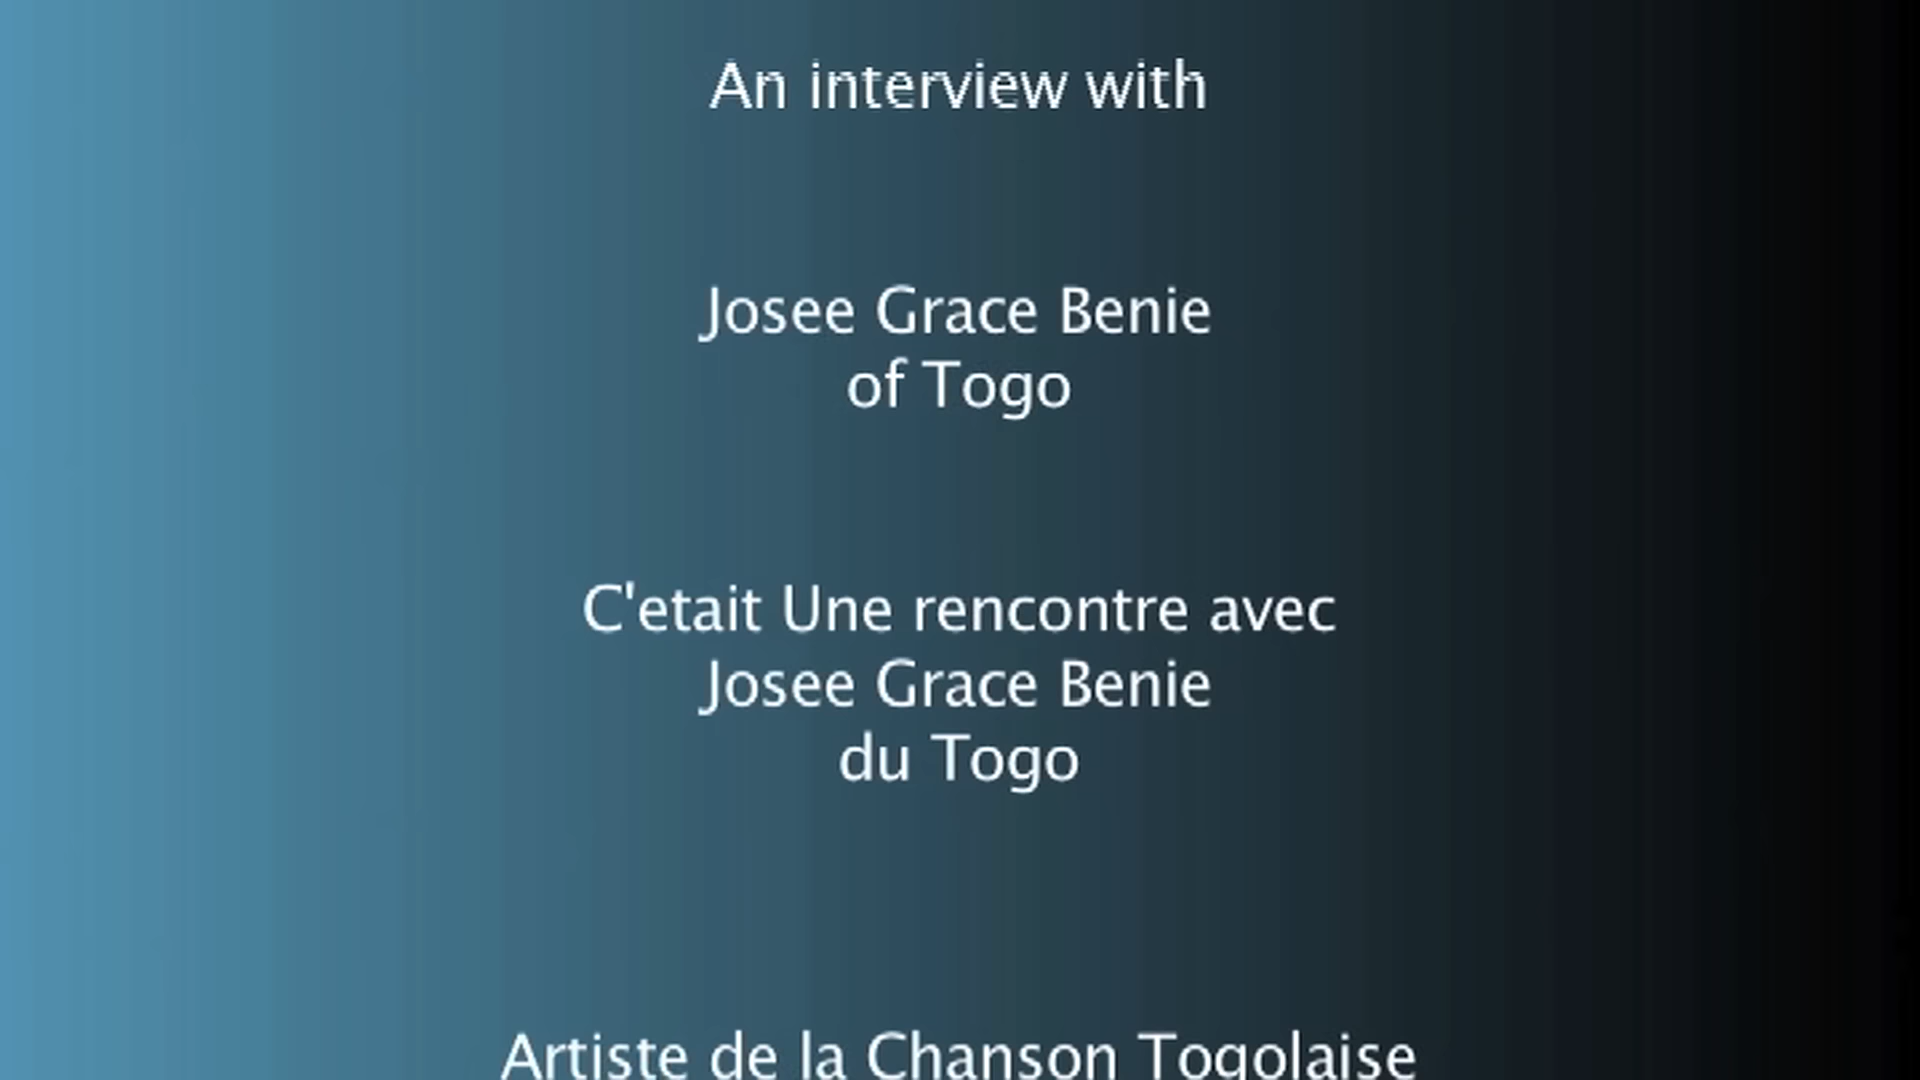 An interview with
Josee Grace Benie
of Togo
C'etait Une rencontre avec
Josee Grace Benie
du Togo
Artiste de la Chanson Togolaise